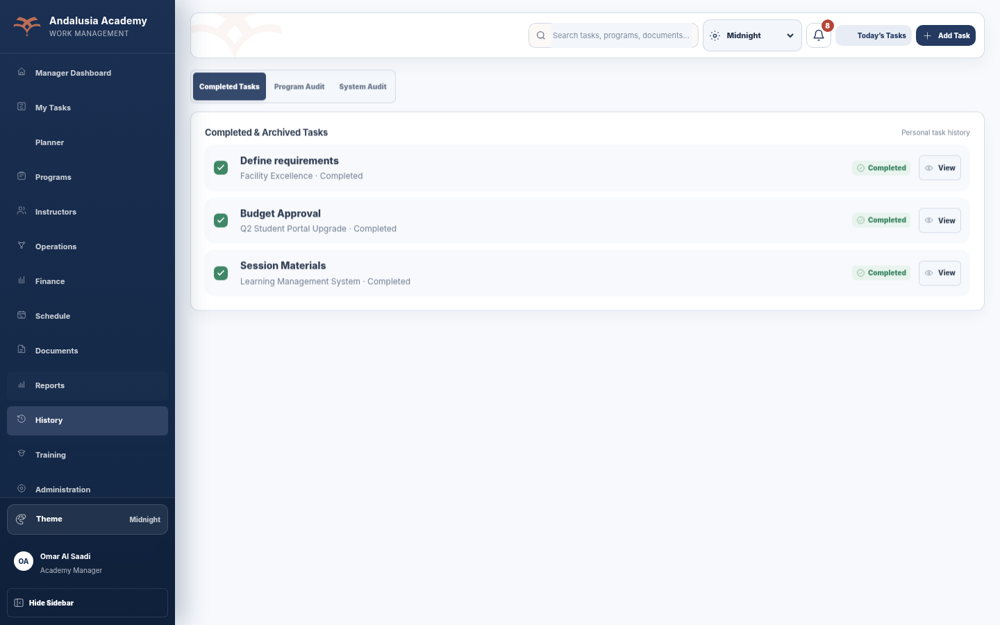 Andalusia Academy
WORK MANAGEMENT
Manager Dashboard
My Tasks
Planner
Programs
Instructors
Operations
Finance
Schedule
Documents
Reports
History
Training
Administration
Theme
Midnight
OA
Omar Al Saadi
Academy Manager
Hide Sidebar
Search tasks, programs, documents...
Midnight
8
Today's Tasks
Add Task
Completed Tasks
Program Audit
System Audit
Completed & Archived Tasks
Personal task history
Define requirements
Facility Excellence · Completed
Completed
View
Budget Approval
Q2 Student Portal Upgrade · Completed
Completed
View
Session Materials
Learning Management System · Completed
Completed
View